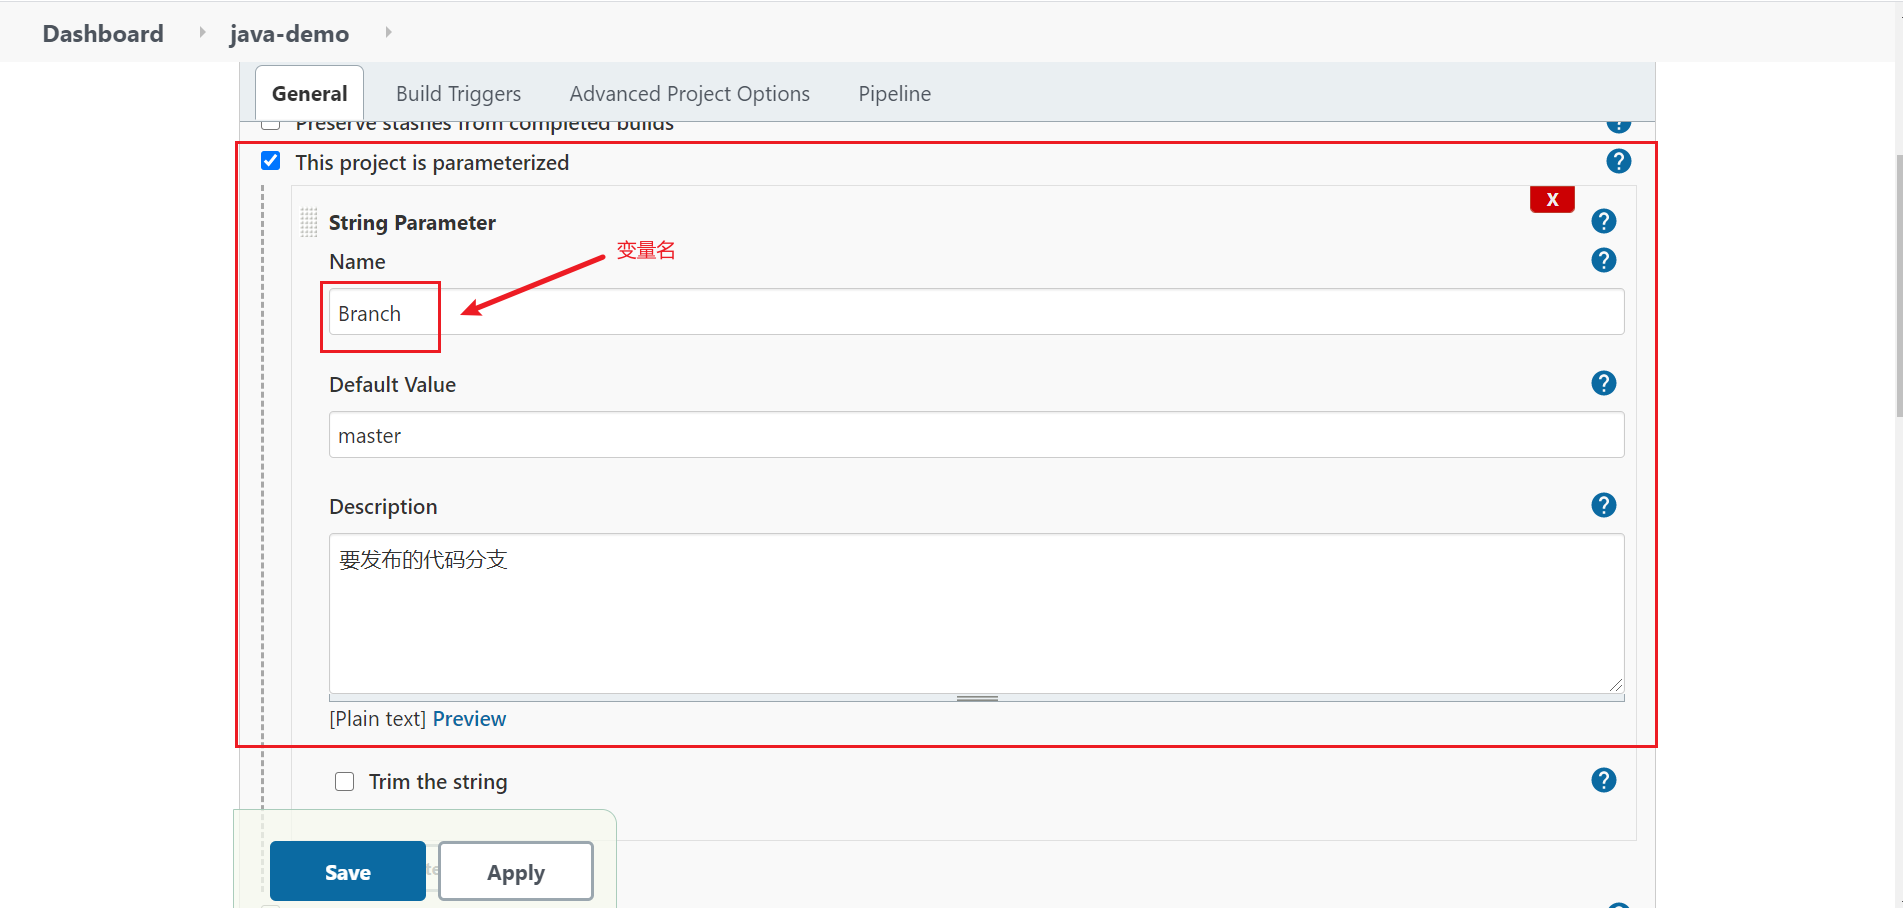 Dashboard java-demo
General Build Triggers Advanced Project Options Pipeline
Preserve stashes from completed builds
?
This project is parameterized
?
X
String Parameter
?
变量名
Name
?
Branch
Default Value
?
master
Description
?
要发布的代码分支
[Plain text] Preview
Trim the string
?
Save Apply